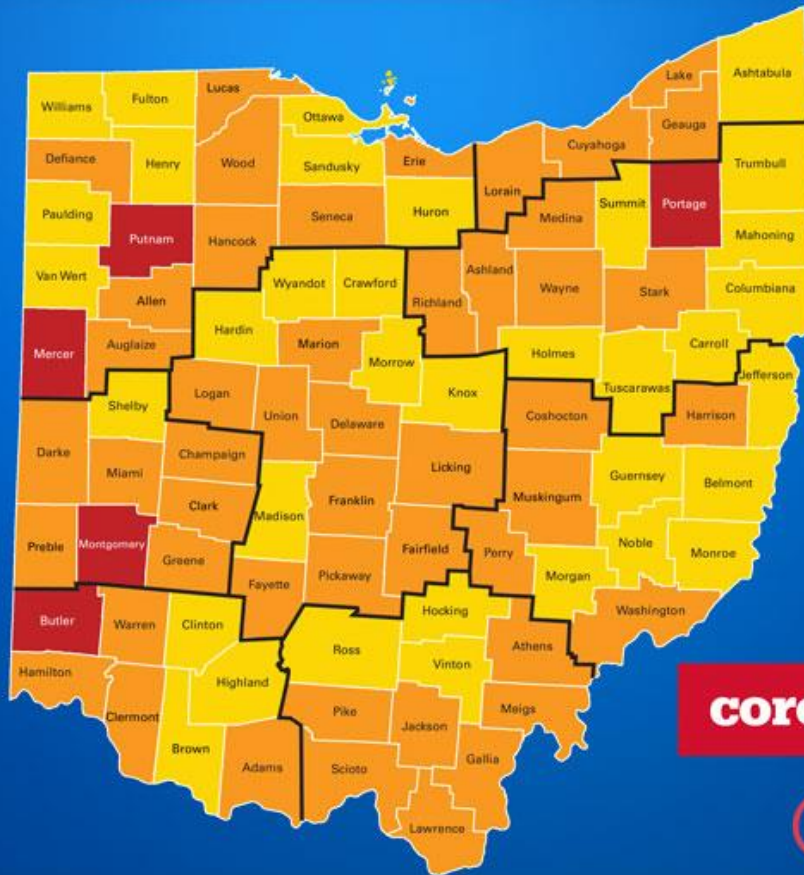 Lake
Ashtabula
Williams
Fulton
Lucas
Ottawa
Geauga
Cuyahoga
Defiance
Henry
Wood
Sandusky
Erie
Lorain
Trumbull
Paulding
Putnam
Hancock
Seneca
Huron
Medina
Summit
Portage
Mahoning
Van Wert
Allen
Wyandot
Crawford
Richland
Ashland
Wayne
Stark
Columbiana
Mercer
Auglaize
Hardin
Marion
Morrow
Holmes
Carroll
Jefferson
Shelby
Logan
Union
Knox
Tuscarawas
Darke
Champaign
Delaware
Coshocton
Harrison
Miami
Clark
Licking
Muskingum
Guernsey
Belmont
Preble
Montgomery
Greene
Madison
Franklin
Fairfield
Perry
Noble
Monroe
Butler
Warren
Clinton
Fayette
Pickaway
Hocking
Morgan
Washington
Hamilton
Highland
Ross
Vinton
Athens
Clermont
Brown
Adams
Pike
Jackson
Meigs
Scioto
Gallia
Lawrence